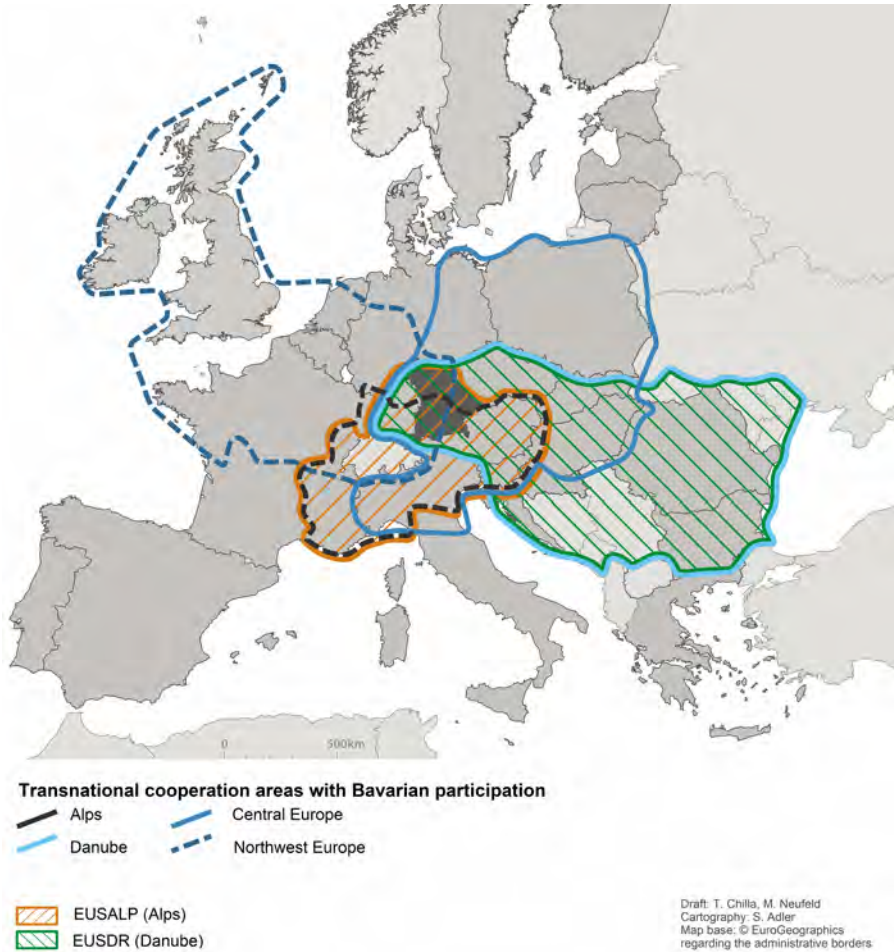 0 500km
Transnational cooperation areas with Bavarian participation
Alps Central Europe
Danube Northwest Europe
EUSALP (Alps)
EUSDR (Danube)
Draft: T. Chilla, M. Neufeld
Cartography: S. Adler
Map base: © EuroGeographics
regarding the administrative borders